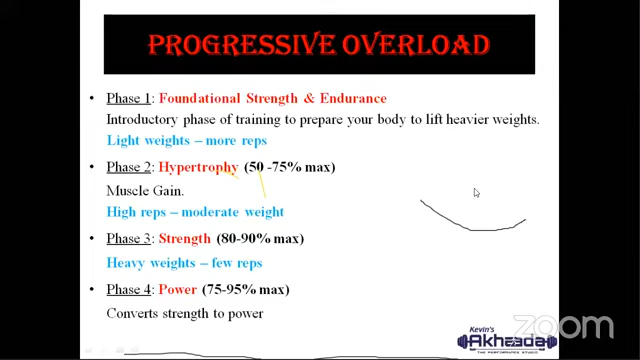 PROGRESSIVE OVERLOAD
• Phase 1: Foundational Strength & Endurance
Introductory phase of training to prepare your body to lift heavier weights.
Light weights – more reps
• Phase 2: Hypertrophy (50 -75% max)
Muscle Gain.
High reps – moderate weight
• Phase 3: Strength (80-90% max)
Heavy weights – few reps
• Phase 4: Power (75-95% max)
Converts strength to power
Kevin's
Akhaada
THE PERFORMANCE STUDIO
zoom